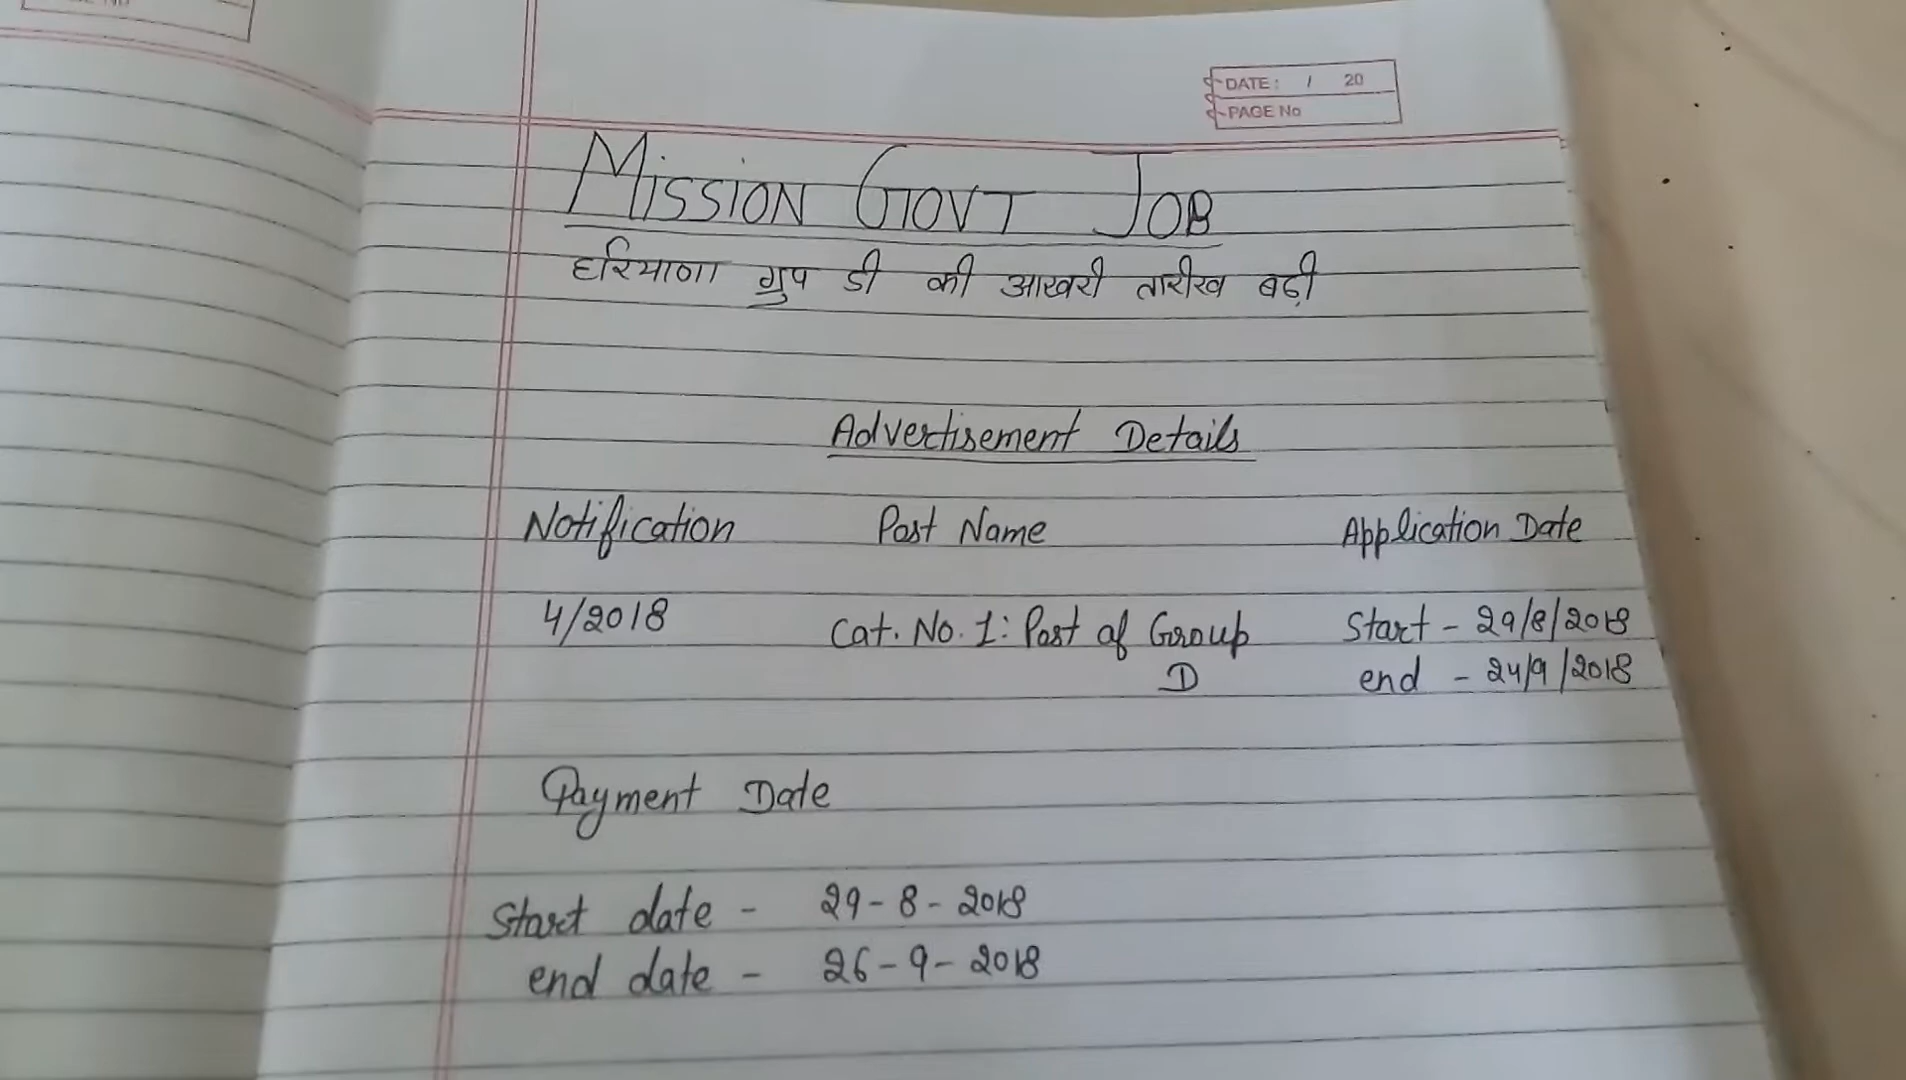 DATE: / 20
PAGE No
MISSION GOVT JOB
हरियाणा ग्रुप डी की आखरी तारीख बढ़ी
Advertisement Details
Notification Post Name Application Date
4/2018 Cat. No. 1: Post of Group Start - 29/8/2018
D end - 24/9/2018
Payment Date
Start date - 29-8-2018
end date - 26-9-2018